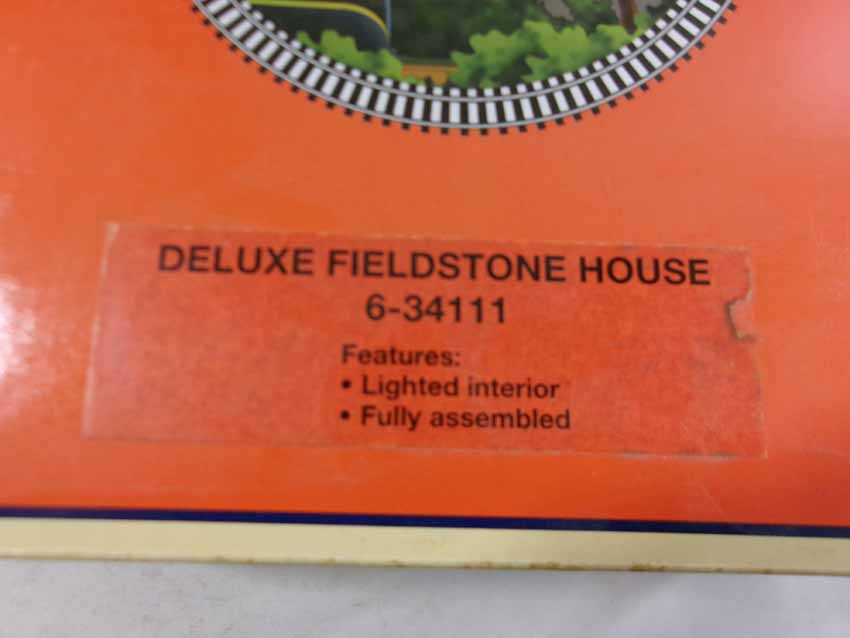 DELUXE FIELDSTONE HOUSE
6-34111
Features:
• Lighted interior
• Fully assembled